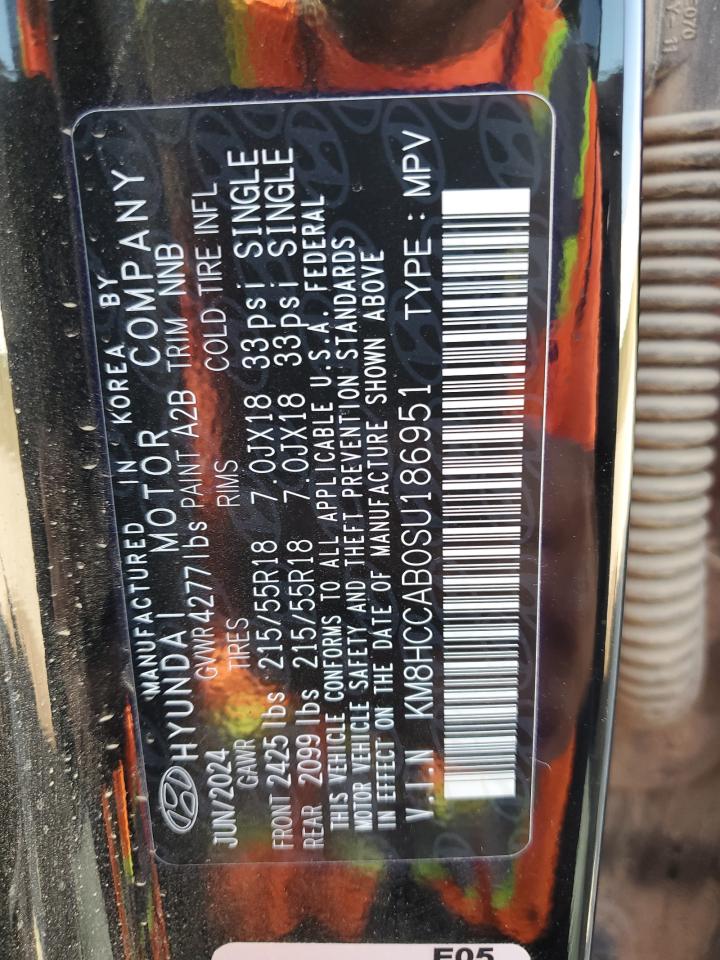 MANUFACTURED IN KOREA BY
HYUNDAI MOTOR COMPANY
JUN/2024 GVWR 4277 lbs PAINT A2B TRIM NNB
GAWR TIRES RIMS COLD TIRE INFL
FRONT 2425 lbs 215/55R18 7.0JX18 33psi SINGLE
REAR 2099 lbs 215/55R18 7.0JX18 33psi SINGLE
THIS VEHICLE CONFORMS TO ALL APPLICABLE U.S.A. FEDERAL
MOTOR VEHICLE SAFETY AND THEFT PREVENTION STANDARDS
IN EFFECT ON THE DATE OF MANUFACTURE SHOWN ABOVE
V.I.N KM8HCCAB0SU186951 TYPE : MPV
E05